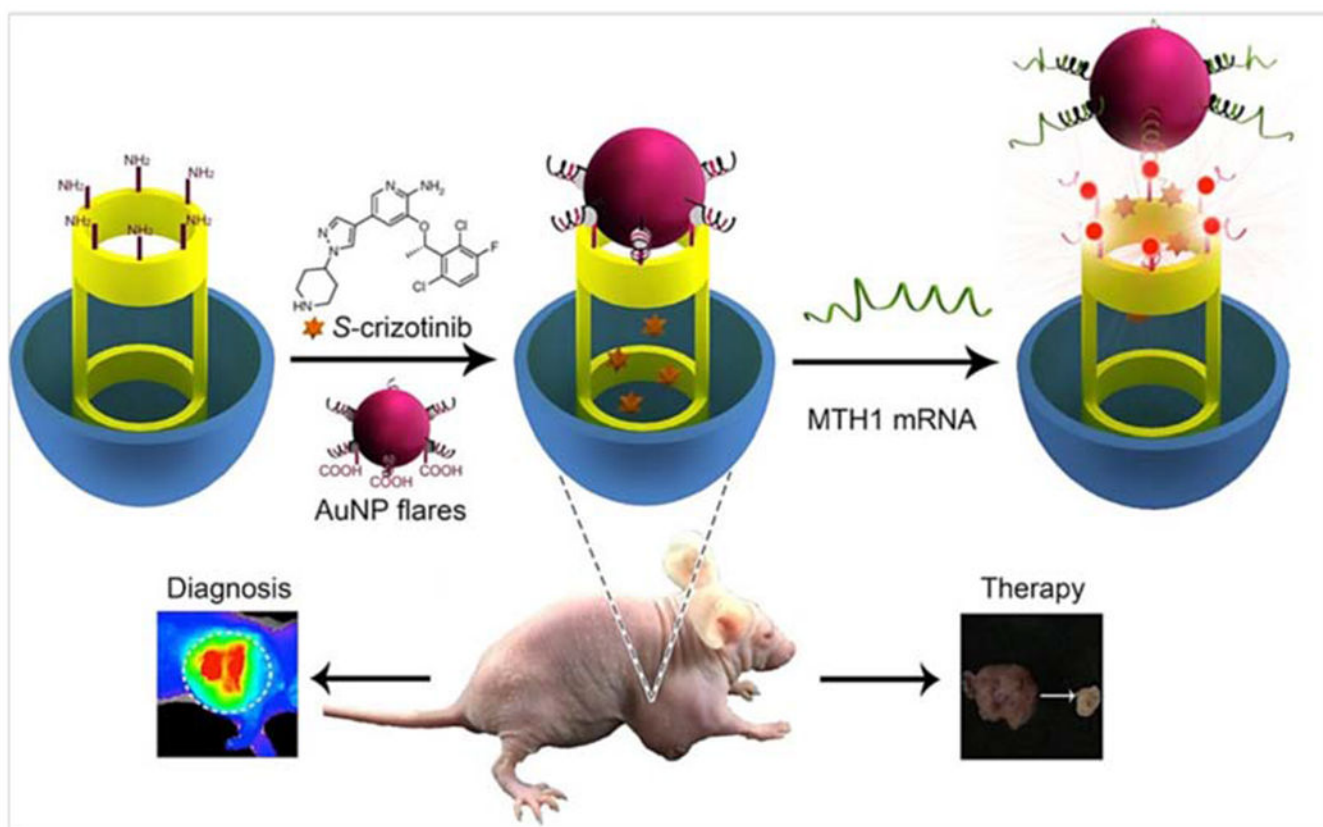 NH₂
NH₂
NH₂
NH₂
NH₂
NH₂
N
NH₂
N
N
O
Cl
F
Cl
HN
S-crizotinib
COOH
COOH
COOH
AuNP flares
MTH1 mRNA
Diagnosis
Therapy